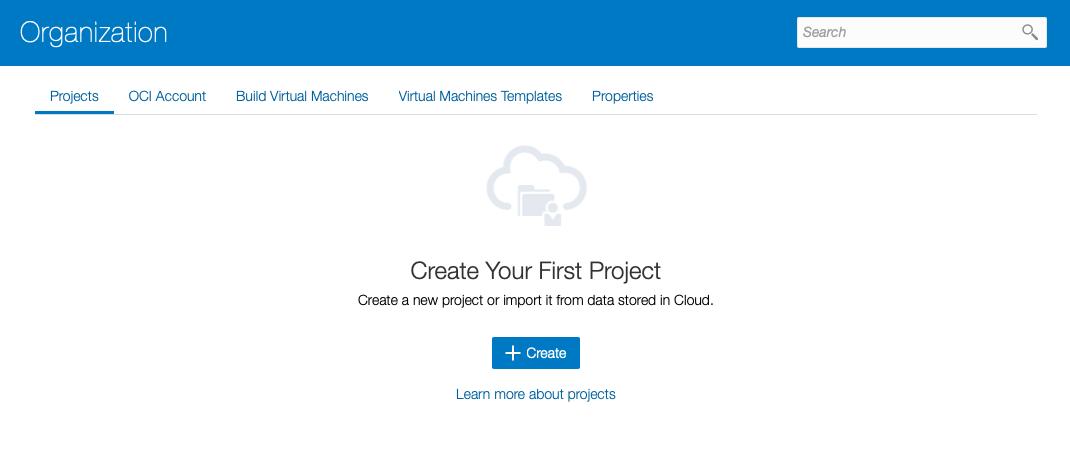 Organization
Search
Projects OCI Account Build Virtual Machines Virtual Machines Templates Properties
Create Your First Project
Create a new project or import it from data stored in Cloud.
Create
Learn more about projects